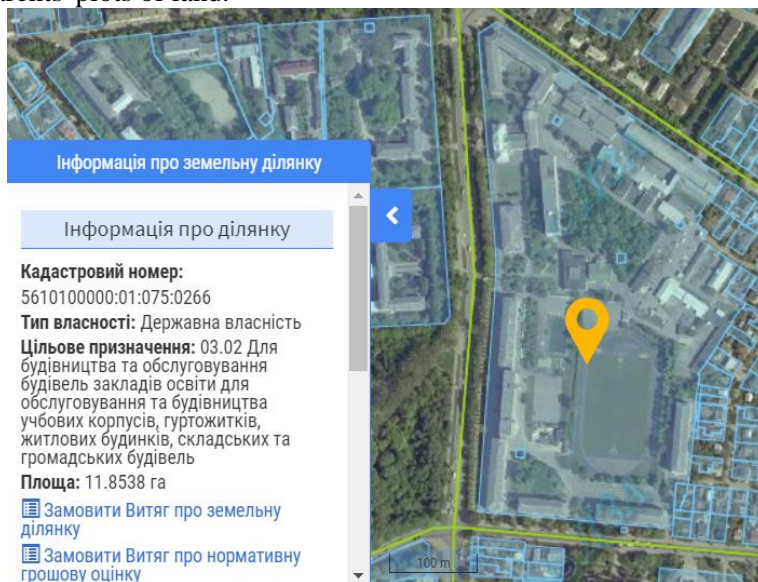 plots of land.
Інформація про земельну ділянку
Інформація про ділянку
Кадастровий номер:
5610100000:01:075:0266
Тип власності: Державна власність
Цільове призначення: 03.02 Для
будівництва та обслуговування
будівель закладів освіти для
обслуговування та будівництва
учбових корпусів, гуртожитків,
житлових будинків, складських та
громадських будівель
Площа: 11.8538 га
Замовити Витяг про земельну
ділянку
Замовити Витяг про нормативну
грошову оцінку
100 m